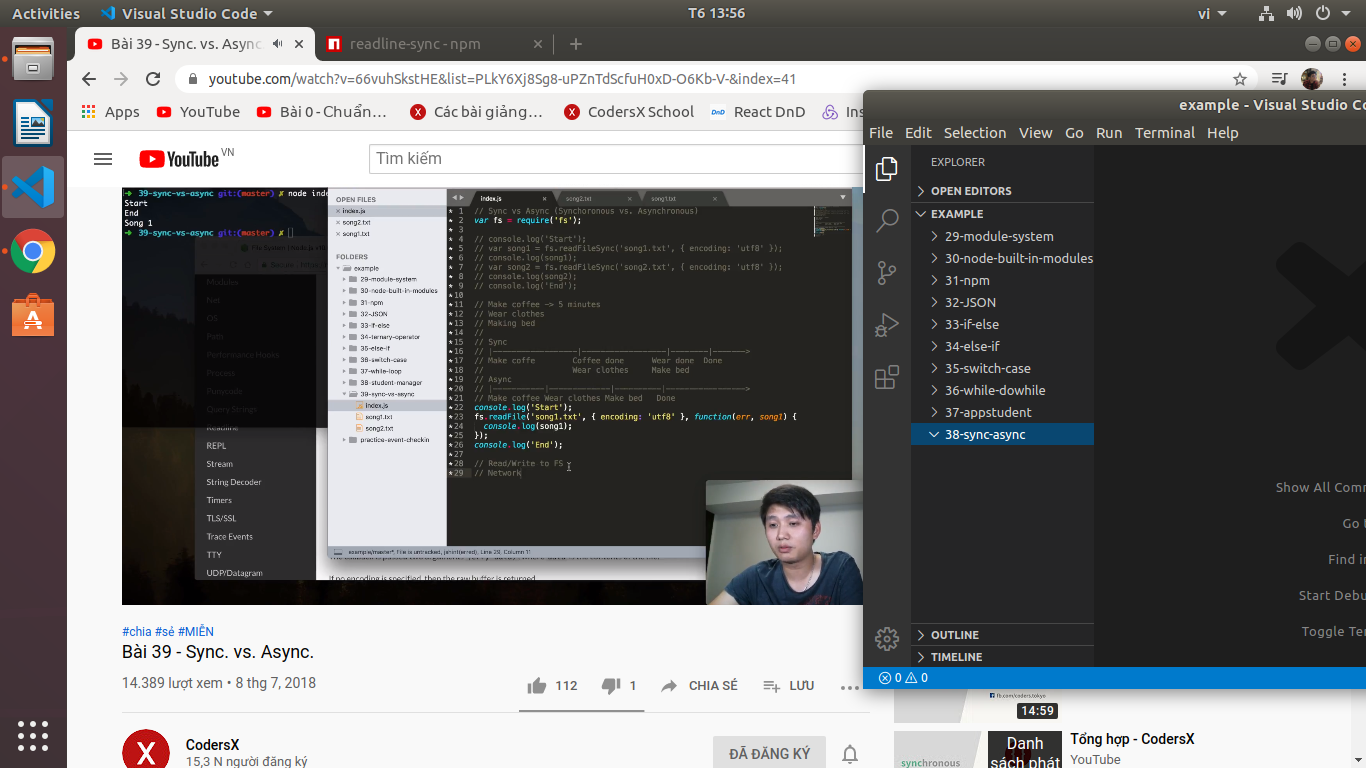 Activities
Visual Studio Code
T6 13:56
vi
Bài 39 - Sync. vs. Async
readline-sync - npm
youtube.com/watch?v=66vuhSkstHE&list=PLkY6Xj8Sg8-uPZnTdScfuH0xD-O6Kb-V-&index=41
Apps
YouTube
Bài 0 - Chuẩn…
Các bài giảng…
CodersX School
DnD
React DnD
Ins
YouTube VN
Tìm kiếm
➜ 39-sync-vs-async git:(master) ✗ node inde
Start
End
Song 1
➜ 39-sync-vs-async git:(master) ✗
Modules
Net
OS
Path
Performance Hooks
Process
Punycode
Query Strings
Readline
REPL
Stream
String Decoder
Timers
TLS/SSL
Trace Events
TTY
UDP/Datagram
OPEN FILES
index.js
song2.txt
song1.txt
FOLDERS
example
29-module-system
30-node-built-in-modules
31-npm
32-JSON
33-if-else
34-ternary-operator
35-else-if
36-switch-case
37-while-loop
38-student-manager
39-sync-vs-async
index.js
song1.txt
song2.txt
practice-event-checkin
index.js
song2.txt
song1.txt
1 // Sync vs Async (Synchoronous vs. Asynchronous)
2 var fs = require('fs');
3
4 // console.log('Start');
5 // var song1 = fs.readFileSync('song1.txt', { encoding: 'utf8' });
6 // console.log(song1);
7 // var song2 = fs.readFileSync('song2.txt', { encoding: 'utf8' });
8 // console.log(song2);
9 // console.log('End');
10
11 // Make coffee -> 5 minutes
12 // Wear clothes
13 // Making bed
14 //
15 // Sync
16 // |-----------------|---------------|--------|------->
17 // Make coffe Coffee done Wear done Done
18 // Wear clothes Make bed
19 // Async
20 // |-----------|-------------|----------|----------------->
21 // Make coffee Wear clothes Make bed Done
22 console.log('Start');
23 fs.readFile('song1.txt', { encoding: 'utf8' }, function(err, song1) {
24 console.log(song1);
25 });
26 console.log('End');
27
28 // Read/Write to FS
29 // Network
example/master*, File is untracked, jshint(erred), Line 29, Column 11
If no encoding is specified, then the raw buffer is returned
#chia #sẻ #MIỄN
Bài 39 - Sync. vs. Async.
14.389 lượt xem • 8 thg 7, 2018
112
1
CHIA SẺ
LƯU
X
CodersX
15,3 N người đăng ký
ĐÃ ĐĂNG KÝ
example - Visual Studio Co
File Edit Selection View Go Run Terminal Help
EXPLORER
OPEN EDITORS
EXAMPLE
29-module-system
30-node-built-in-modules
31-npm
32-JSON
33-if-else
34-else-if
35-switch-case
36-while-dowhile
37-appstudent
38-sync-async
OUTLINE
TIMELINE
Show All Comm
Go t
Find in
Start Debu
Toggle Ter
0 0
fb.com/coders.tokyo
14:59
synchronous
Danh
sách phát
Tổng hợp - CodersX
YouTube